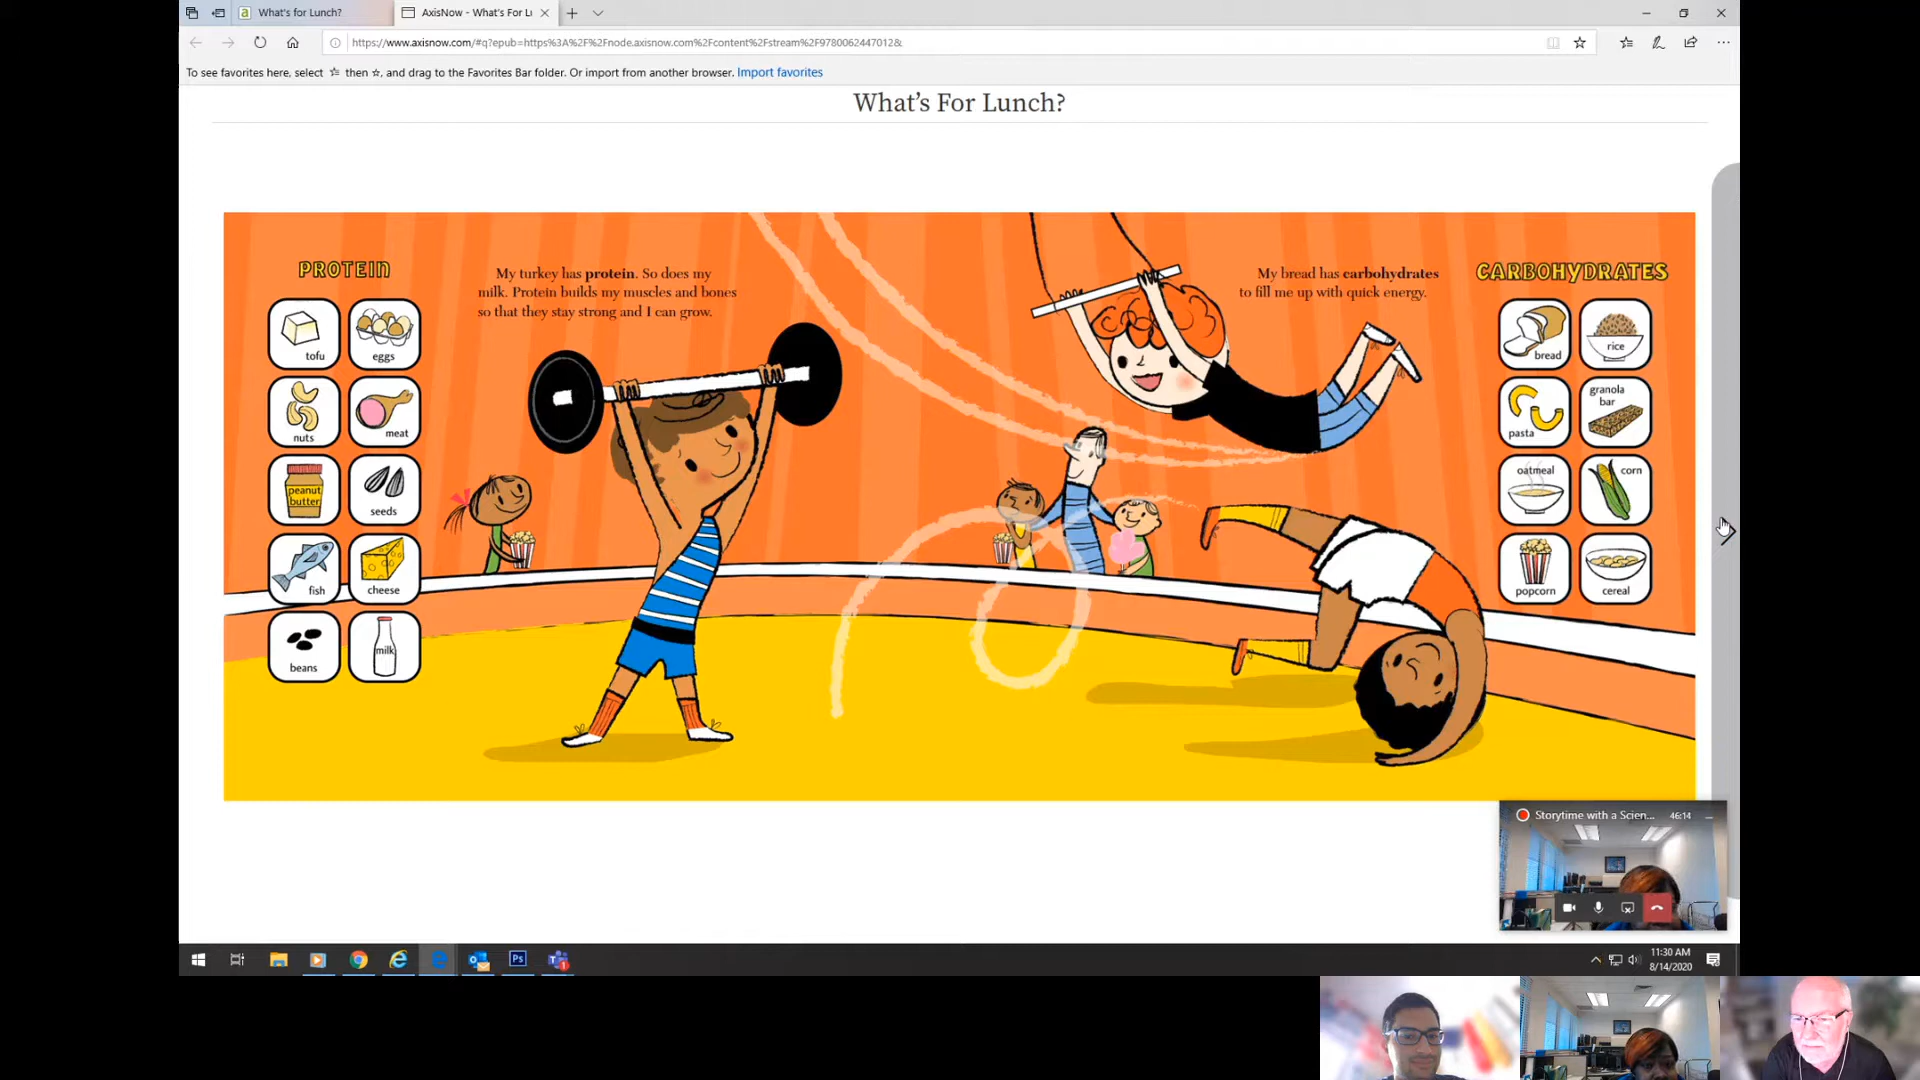 What's for Lunch?
AxisNow - What's For L
https://www.axisnow.com/#q?epub=https%3A%2F%2Fnode.axisnow.com%2Fcontent%2Fstream%2F9780062447012&
To see favorites here, select then ☆, and drag to the Favorites Bar folder. Or import from another browser. Import favorites
What's For Lunch?
PROTEIN
tofu
eggs
nuts
meat
peanut
butter
seeds
fish
cheese
beans
milk
My turkey has protein. So does my
milk. Protein builds my muscles and bones
so that they stay strong and I can grow.
My bread has carbohydrates
to fill me up with quick energy.
CARBOHYDRATES
bread
rice
pasta
granola
bar
oatmeal
corn
popcorn
cereal
Storytime with a Scien... 46:14
Ps
11:30 AM
8/14/2020